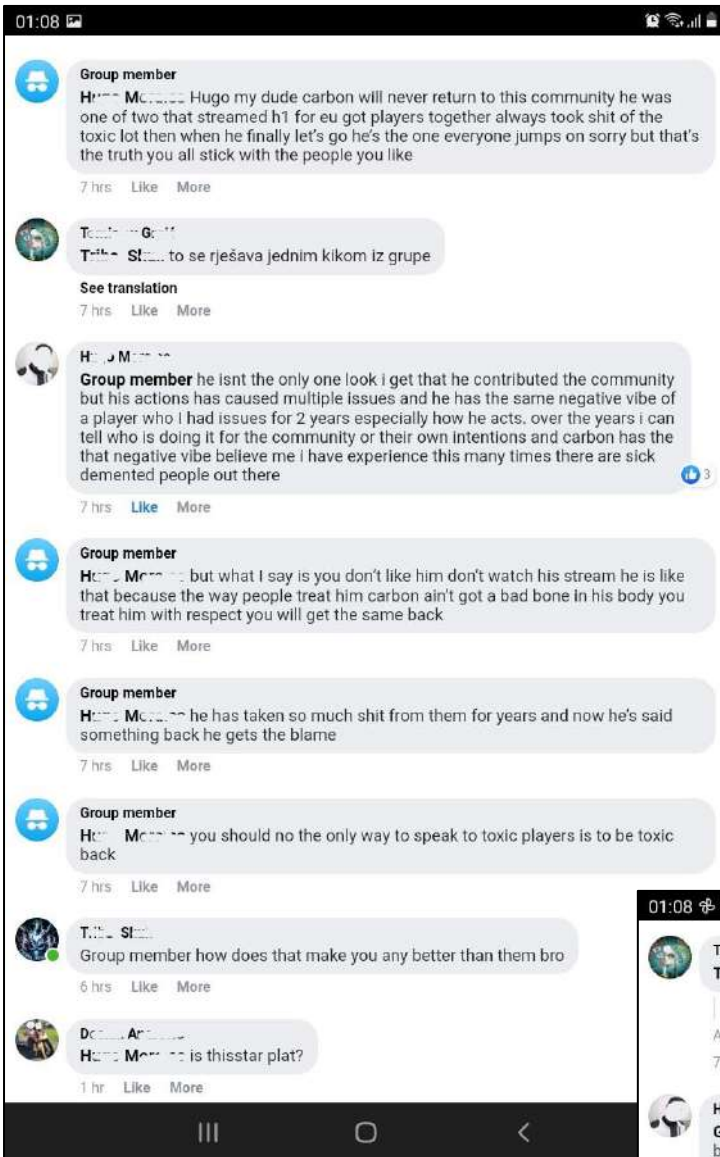 01:08
Group member
Hugo my dude carbon will never return to this community he was
one of two that streamed h1 for eu got players together always took shit of the
toxic lot then when he finally let's go he's the one everyone jumps on sorry but that's
the truth you all stick with the people you like
7 hrs Like More
to se rješava jednim kikom iz grupe
See translation
7 hrs Like More
Group member he isnt the only one look i get that he contributed the community
but his actions has caused multiple issues and he has the same negative vibe of
a player who I had issues for 2 years especially how he acts. over the years i can
tell who is doing it for the community or their own intentions and carbon has the
that negative vibe believe me i have experience this many times there are sick
demented people out there
3
7 hrs Like More
Group member
but what I say is you don't like him don't watch his stream he is like
that because the way people treat him carbon ain't got a bad bone in his body you
treat him with respect you will get the same back
7 hrs Like More
Group member
he has taken so much shit from them for years and now he's said
something back he gets the blame
7 hrs Like More
Group member
you should no the only way to speak to toxic players is to be toxic
back
7 hrs Like More
Group member how does that make you any better than them bro
6 hrs Like More
is thisstar plat?
1 hr Like More
01:08